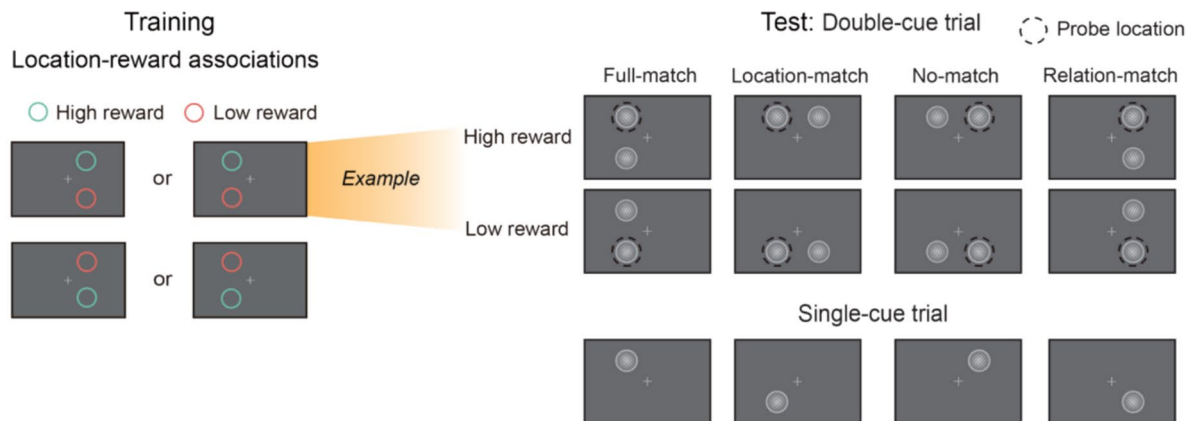 Training
Location-reward associations
High reward Low reward
or
or
Example
Test: Double-cue trial Probe location
Full-match Location-match No-match Relation-match
High reward
Low reward
Single-cue trial